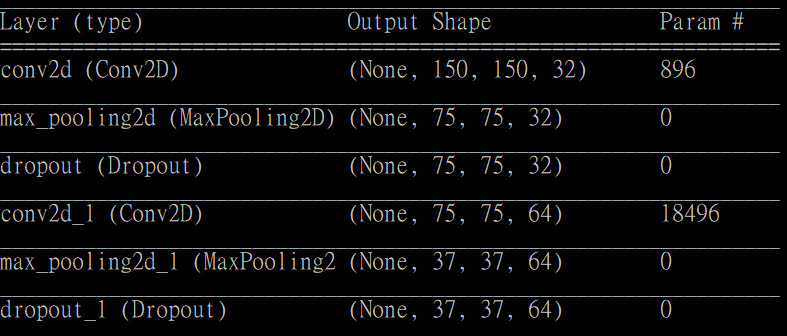 Layer (type) Output Shape Param #
conv2d (Conv2D) (None, 150, 150, 32) 896
max_pooling2d (MaxPooling2D) (None, 75, 75, 32) 0
dropout (Dropout) (None, 75, 75, 32) 0
conv2d_1 (Conv2D) (None, 75, 75, 64) 18496
max_pooling2d_1 (MaxPooling2 (None, 37, 37, 64) 0
dropout_1 (Dropout) (None, 37, 37, 64) 0